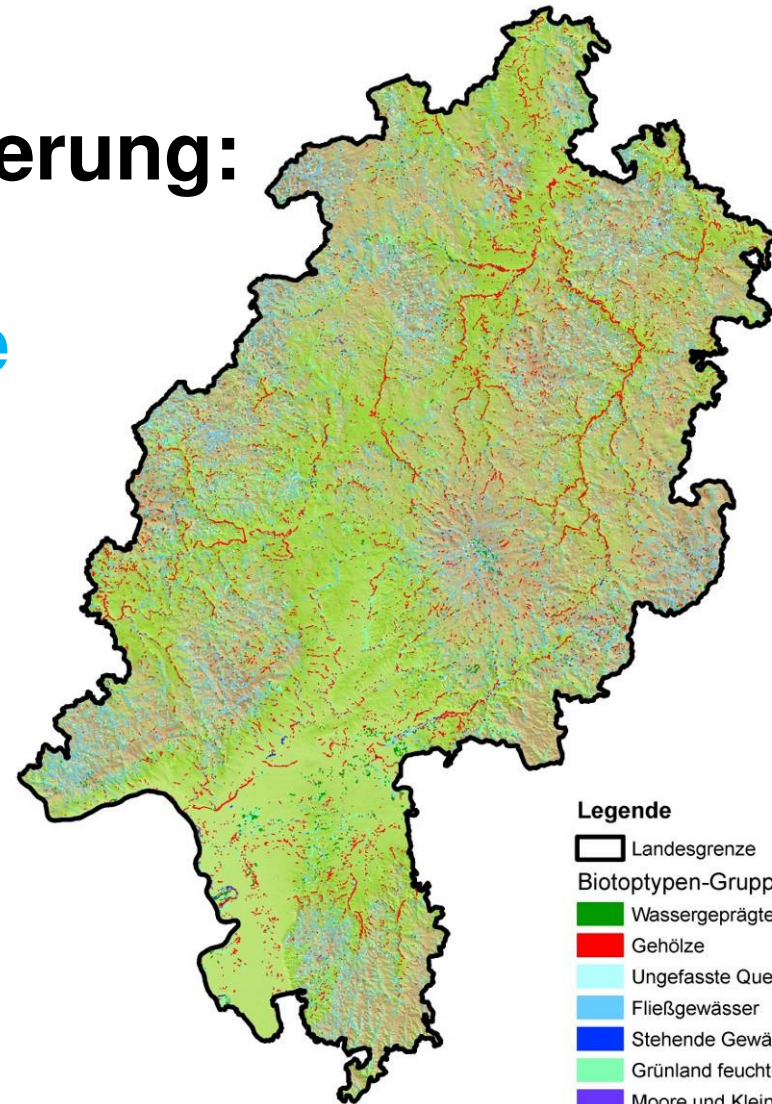 erung:
e
Legende
Landesgrenze
Biotoptypen-Grupp
Wassergeprägte
Gehölze
Ungefasste Que
Fließgewässer
Stehende Gewä
Grünland feucht
Moore und Klein